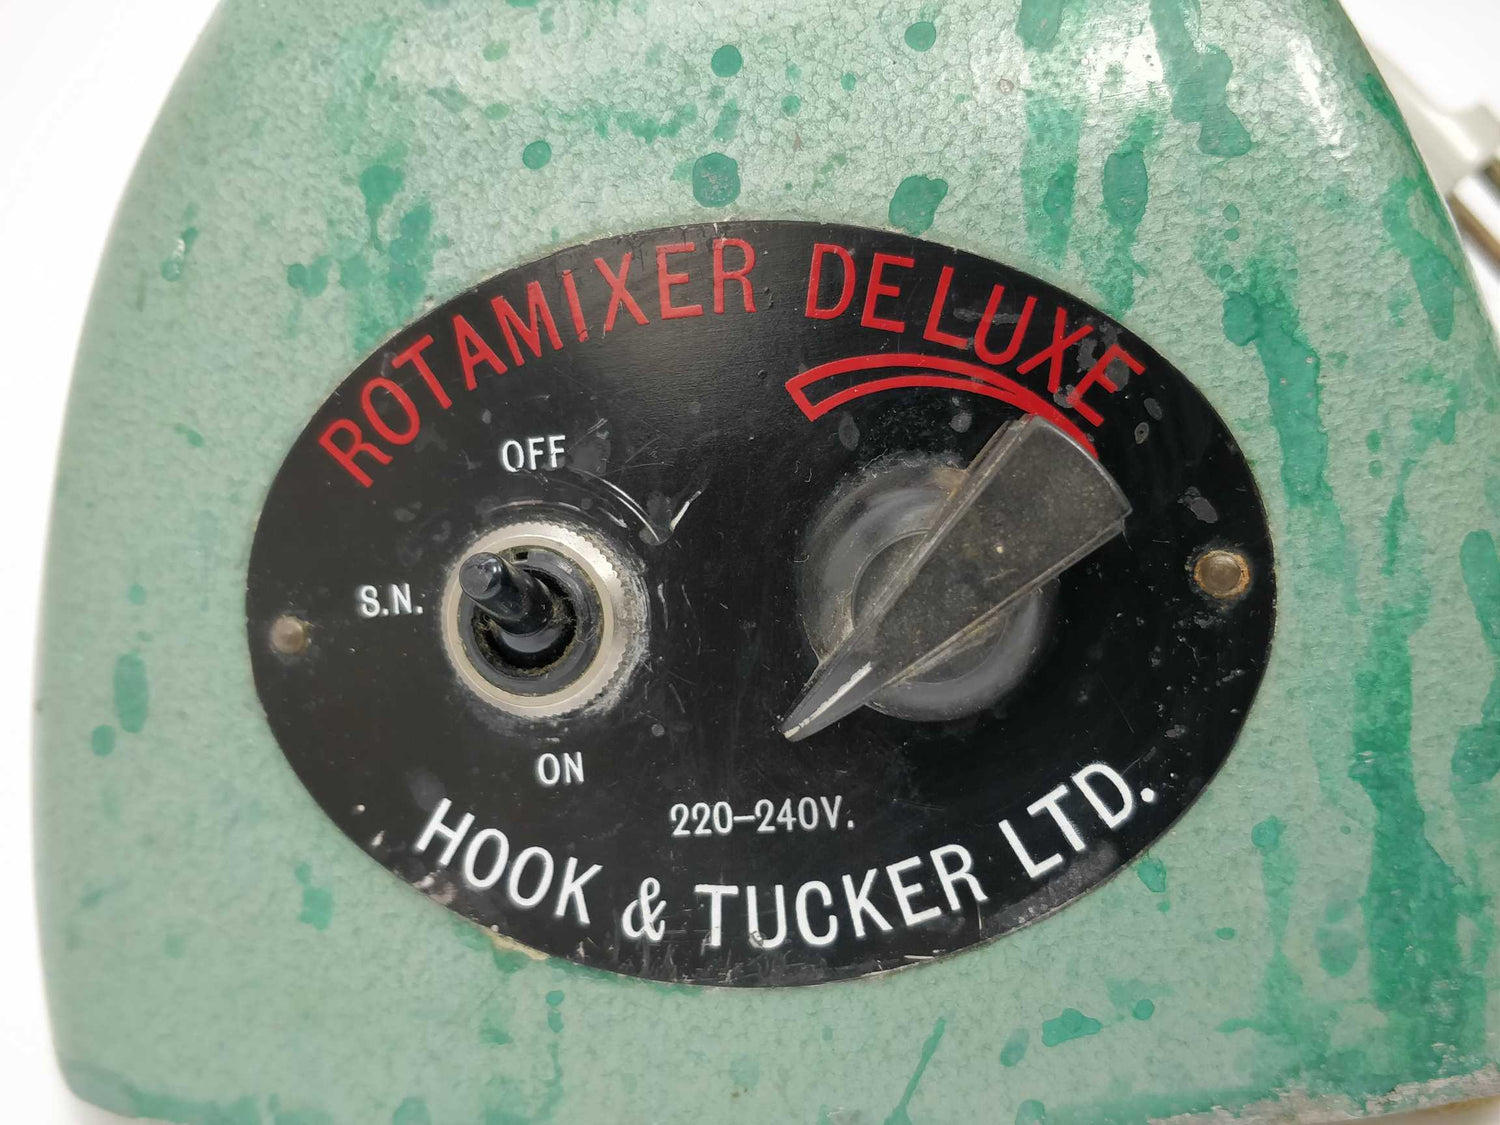 ROTAMIXER DELUXE
OFF
S.N.
ON
220–240V.
HOOK & TUCKER LTD.